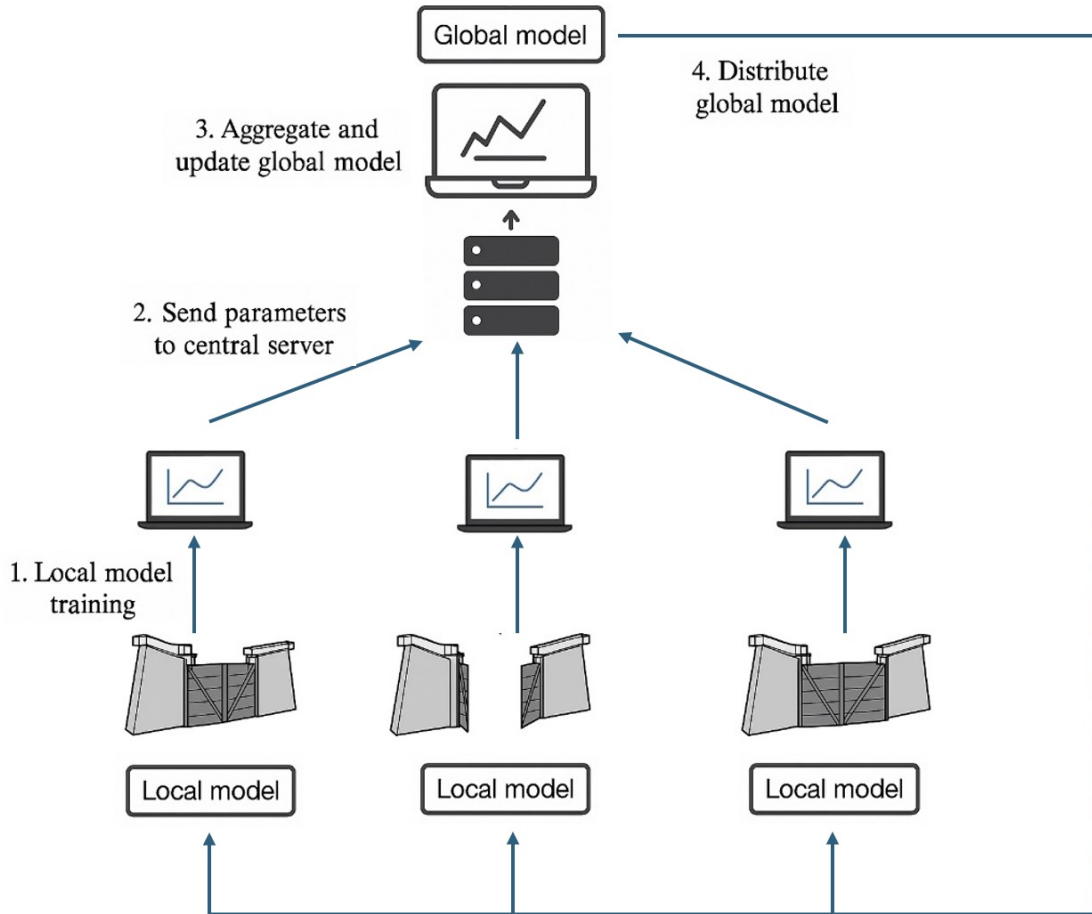 Global model
4. Distribute
global model
3. Aggregate and
update global model
2. Send parameters
to central server
1. Local model
training
Local model
Local model
Local model